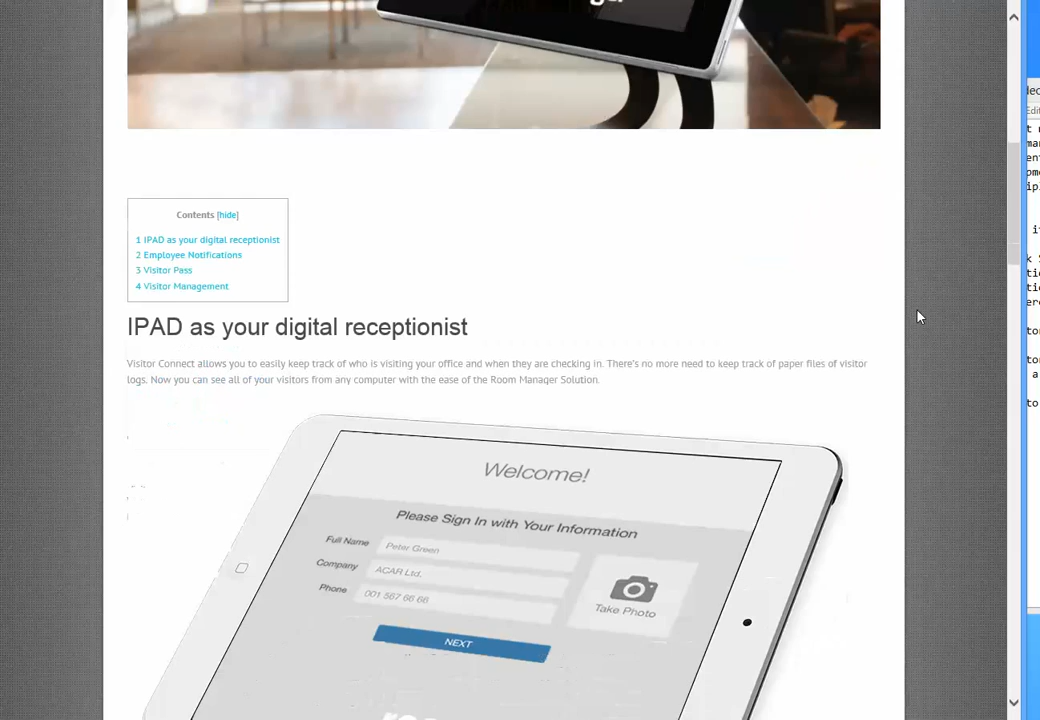 Contents [hide]
1 IPAD as your digital receptionist
2 Employee Notifications
3 Visitor Pass
4 Visitor Management
IPAD as your digital receptionist
Visitor Connect allows you to easily keep track of who is visiting your office and when they are checking in. There's no more need to keep track of paper files of visitor
logs. Now you can see all of your visitors from any computer with the ease of the Room Manager Solution.
Welcome!
Please Sign In with Your Information
Full Name Peter Green
Company ACAR Ltd.
Phone 001 567 66 66
Take Photo
NEXT